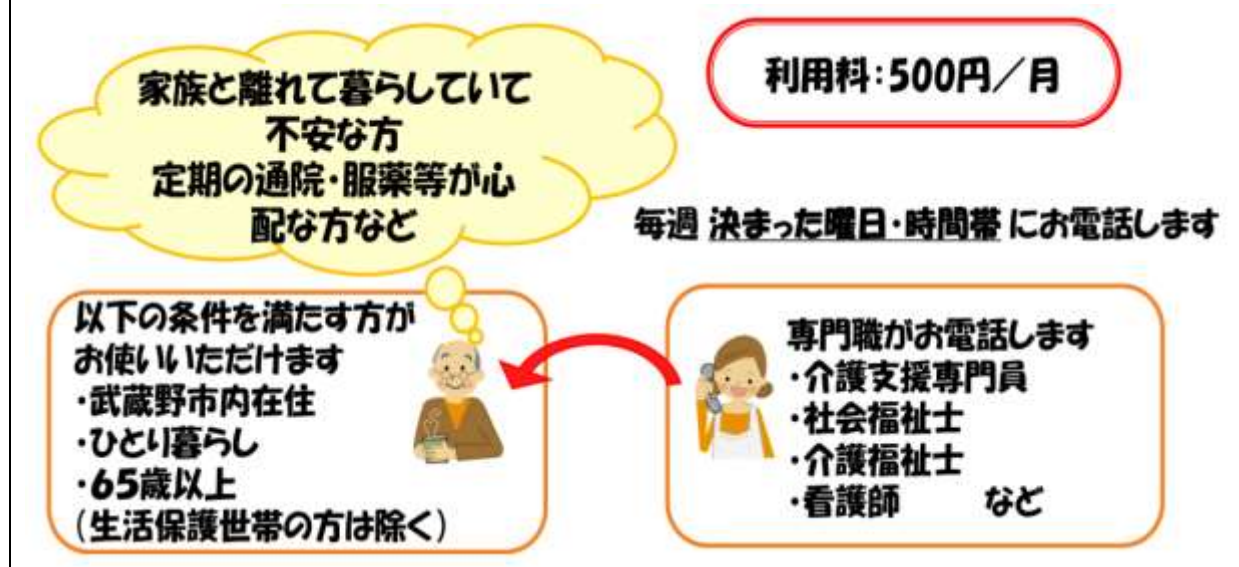 家族と離れて暮らしていて
不安な方
定期の通院・服薬等が心
配な方など
利用料:500円/月
毎週 決まった曜日・時間帯 にお電話します
以下の条件を満たす方が
お使いいただけます
・武蔵野市内在住
・ひとり暮らし
・65歳以上
(生活保護世帯の方は除く)
専門職がお電話します
・介護支援専門員
・社会福祉士
・介護福祉士
・看護師　　など